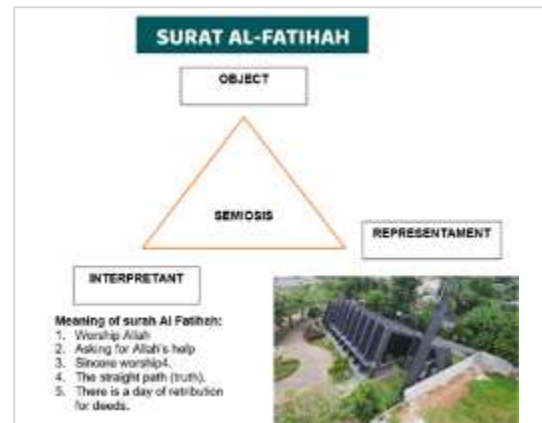 SURAT AL-FATIHAH
OBJECT
SEMIOSIS
REPRESENTAMENT
INTERPRETANT
Meaning of surah Al Fatihah:
1. Worship Allah
2. Asking for Allah's help
3. Sincere worship4.
4. The straight path (truth).
5. There is a day of retribution
for deeds.